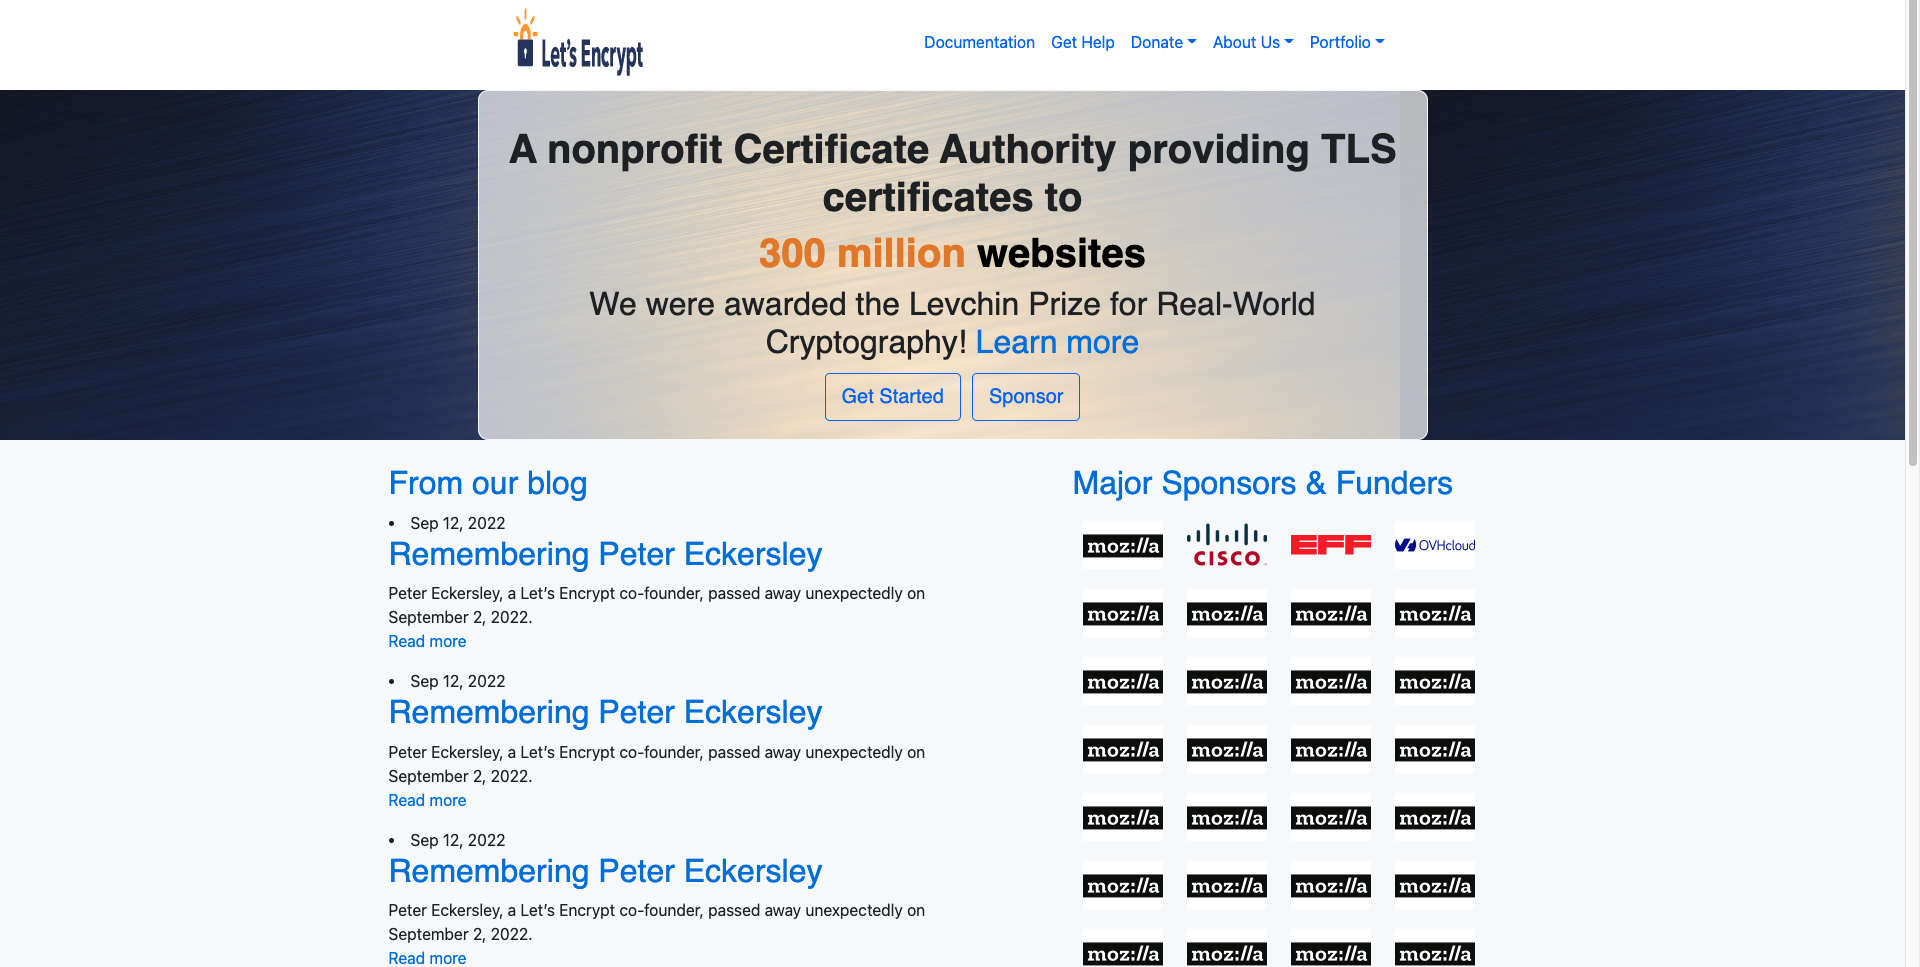 Let's Encrypt
Documentation Get Help Donate About Us Portfolio
A nonprofit Certificate Authority providing TLS
certificates to
300 million websites
We were awarded the Levchin Prize for Real-World
Cryptography! Learn more
Get Started Sponsor
From our blog
• Sep 12, 2022
Remembering Peter Eckersley
Peter Eckersley, a Let’s Encrypt co-founder, passed away unexpectedly on
September 2, 2022.
Read more
• Sep 12, 2022
Remembering Peter Eckersley
Peter Eckersley, a Let’s Encrypt co-founder, passed away unexpectedly on
September 2, 2022.
Read more
• Sep 12, 2022
Remembering Peter Eckersley
Peter Eckersley, a Let’s Encrypt co-founder, passed away unexpectedly on
September 2, 2022.
Read more
Major Sponsors & Funders
moz://a CISCO EFF OVHcloud
moz://a moz://a moz://a moz://a
moz://a moz://a moz://a moz://a
moz://a moz://a moz://a moz://a
moz://a moz://a moz://a moz://a
moz://a moz://a moz://a moz://a
moz://a moz://a moz://a moz://a